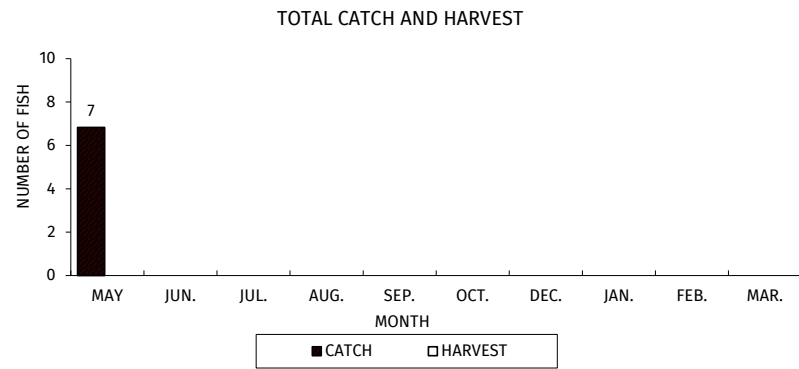 TOTAL CATCH AND HARVEST
10
8
6
4
2
0
NUMBER OF FISH
7
MAY JUN. JUL. AUG. SEP. OCT. DEC. JAN. FEB. MAR.
MONTH
CATCH HARVEST